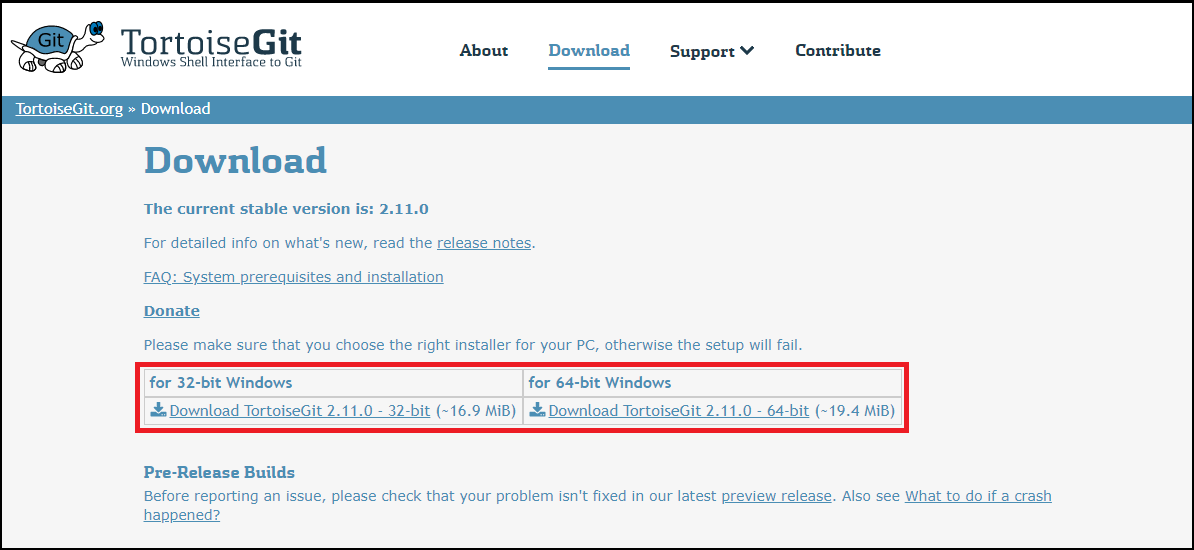 Git
TortoiseGit
Windows Shell Interface to Git
About Download Support Contribute
TortoiseGit.org » Download
Download
The current stable version is: 2.11.0
For detailed info on what's new, read the release notes.
FAQ: System prerequisites and installation
Donate
Please make sure that you choose the right installer for your PC, otherwise the setup will fail.
for 32-bit Windows for 64-bit Windows
Download TortoiseGit 2.11.0 - 32-bit (~16.9 MiB) Download TortoiseGit 2.11.0 - 64-bit (~19.4 MiB)
Pre-Release Builds
Before reporting an issue, please check that your problem isn't fixed in our latest preview release. Also see What to do if a crash
happened?